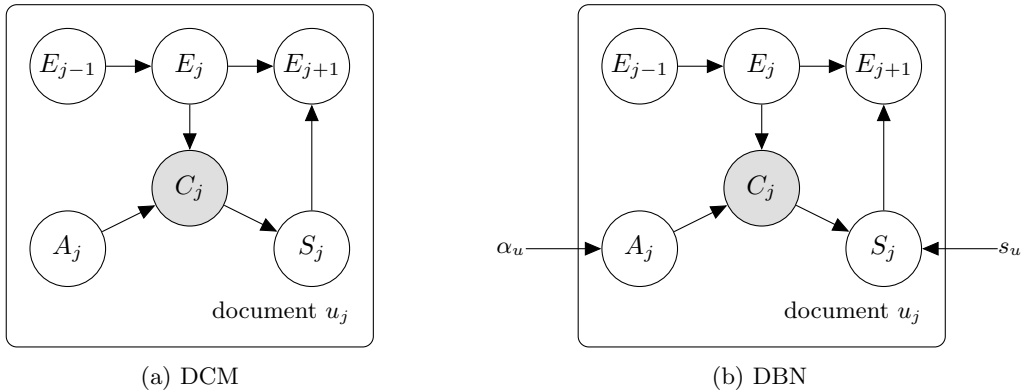 E_{j−1} E_j E_{j+1}
C_j
A_j S_j
document u_j
(a) DCM
E_{j−1} E_j E_{j+1}
C_j
α_u A_j S_j s_u
document u_j
(b) DBN